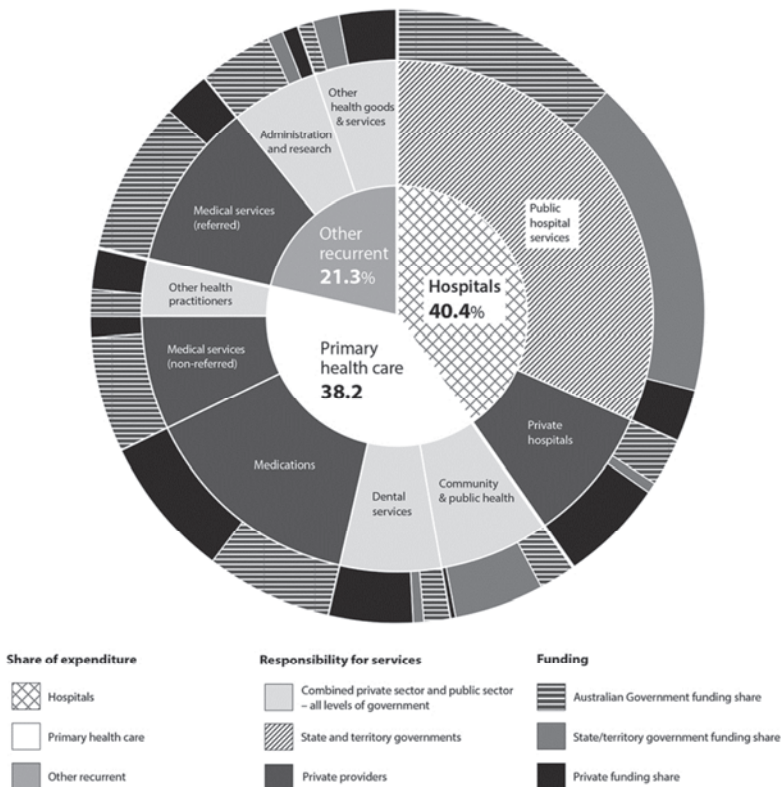 Other
health goods
& services
Administration
and research
Medical services
(referred)
Public
hospital
services
Other
recurrent
21.3%
Hospitals
40.4%
Other health
practitioners
Medical services
(non-referred)
Primary
health care
38.2
Private
hospitals
Medications
Dental
services
Community
& public health
Share of expenditure
Hospitals
Primary health care
Other recurrent
Responsibility for services
Combined private sector and public sector
– all levels of government
State and territory governments
Private providers
Funding
Australian Government funding share
State/territory government funding share
Private funding share